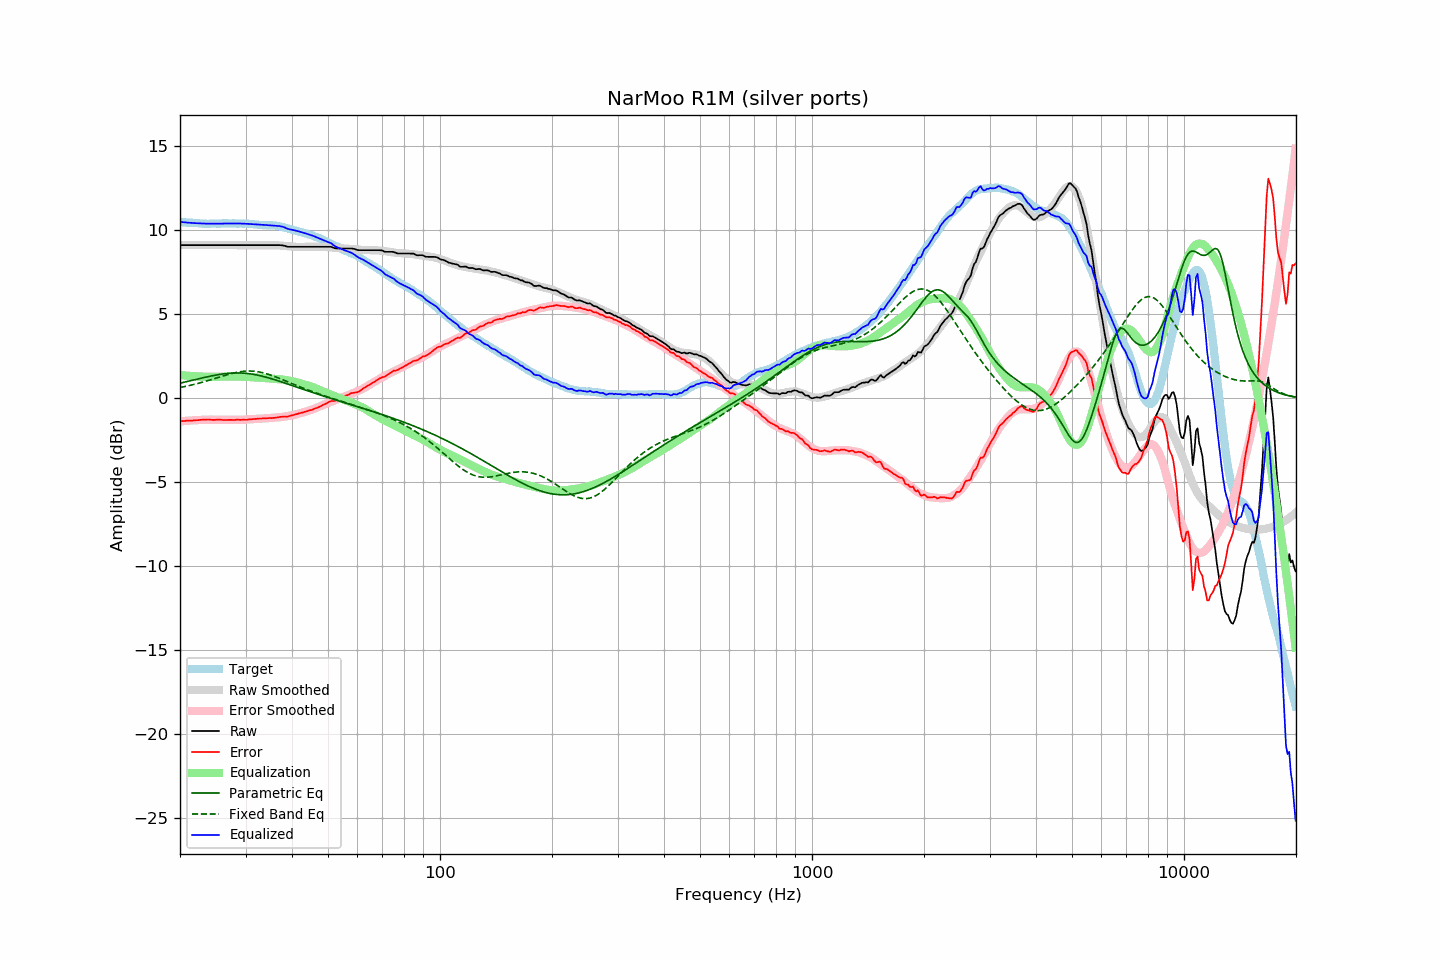 NarMoo R1M (silver ports)
15
10
5
0
−5
−10
−15
−20
−25
Amplitude (dBr)
Target
Raw Smoothed
Error Smoothed
Raw
Error
Equalization
Parametric Eq
Fixed Band Eq
Equalized
100
1000
10000
Frequency (Hz)